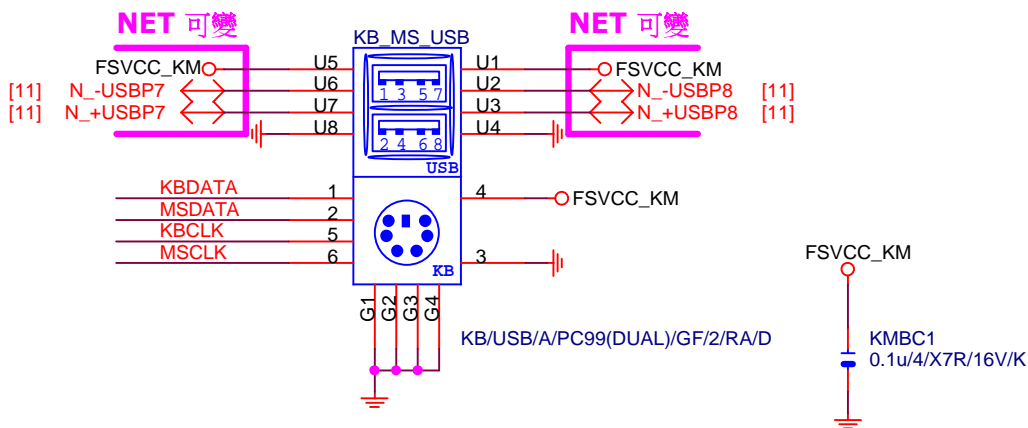 NET 可變
NET 可變
KB_MS_USB
U5
U1
FSVCC_KM
FSVCC_KM
[11] N_-USBP7
U6
U2
N_-USBP8 [11]
[11] N_+USBP7
U7
U3
N_+USBP8 [11]
U8
U4
1 3 5 7
2 4 6 8
USB
KBDATA
1
4
FSVCC_KM
MSDATA
2
KBCLK
5
MSCLK
6
3
KB
G1
G2
G3
G4
KB/USB/A/PC99(DUAL)/GF/2/RA/D
FSVCC_KM
KMBC1
0.1u/4/X7R/16V/K